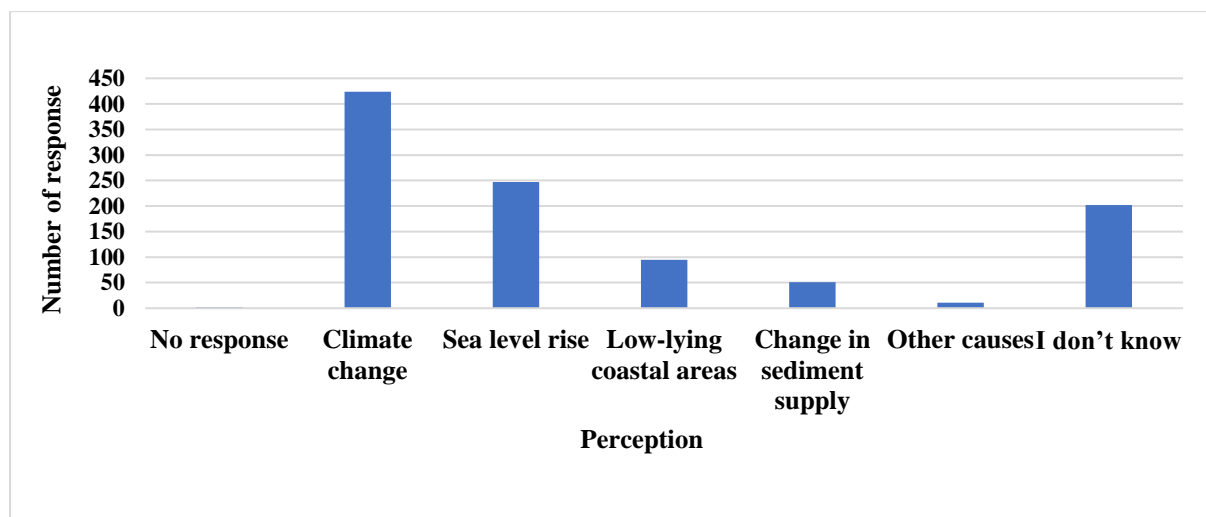 Number of response
450
400
350
300
250
200
150
100
50
0
No response
Climate
change
Sea level rise
Low-lying
coastal areas
Change in
sediment
supply
Other causes
I don’t know
Perception